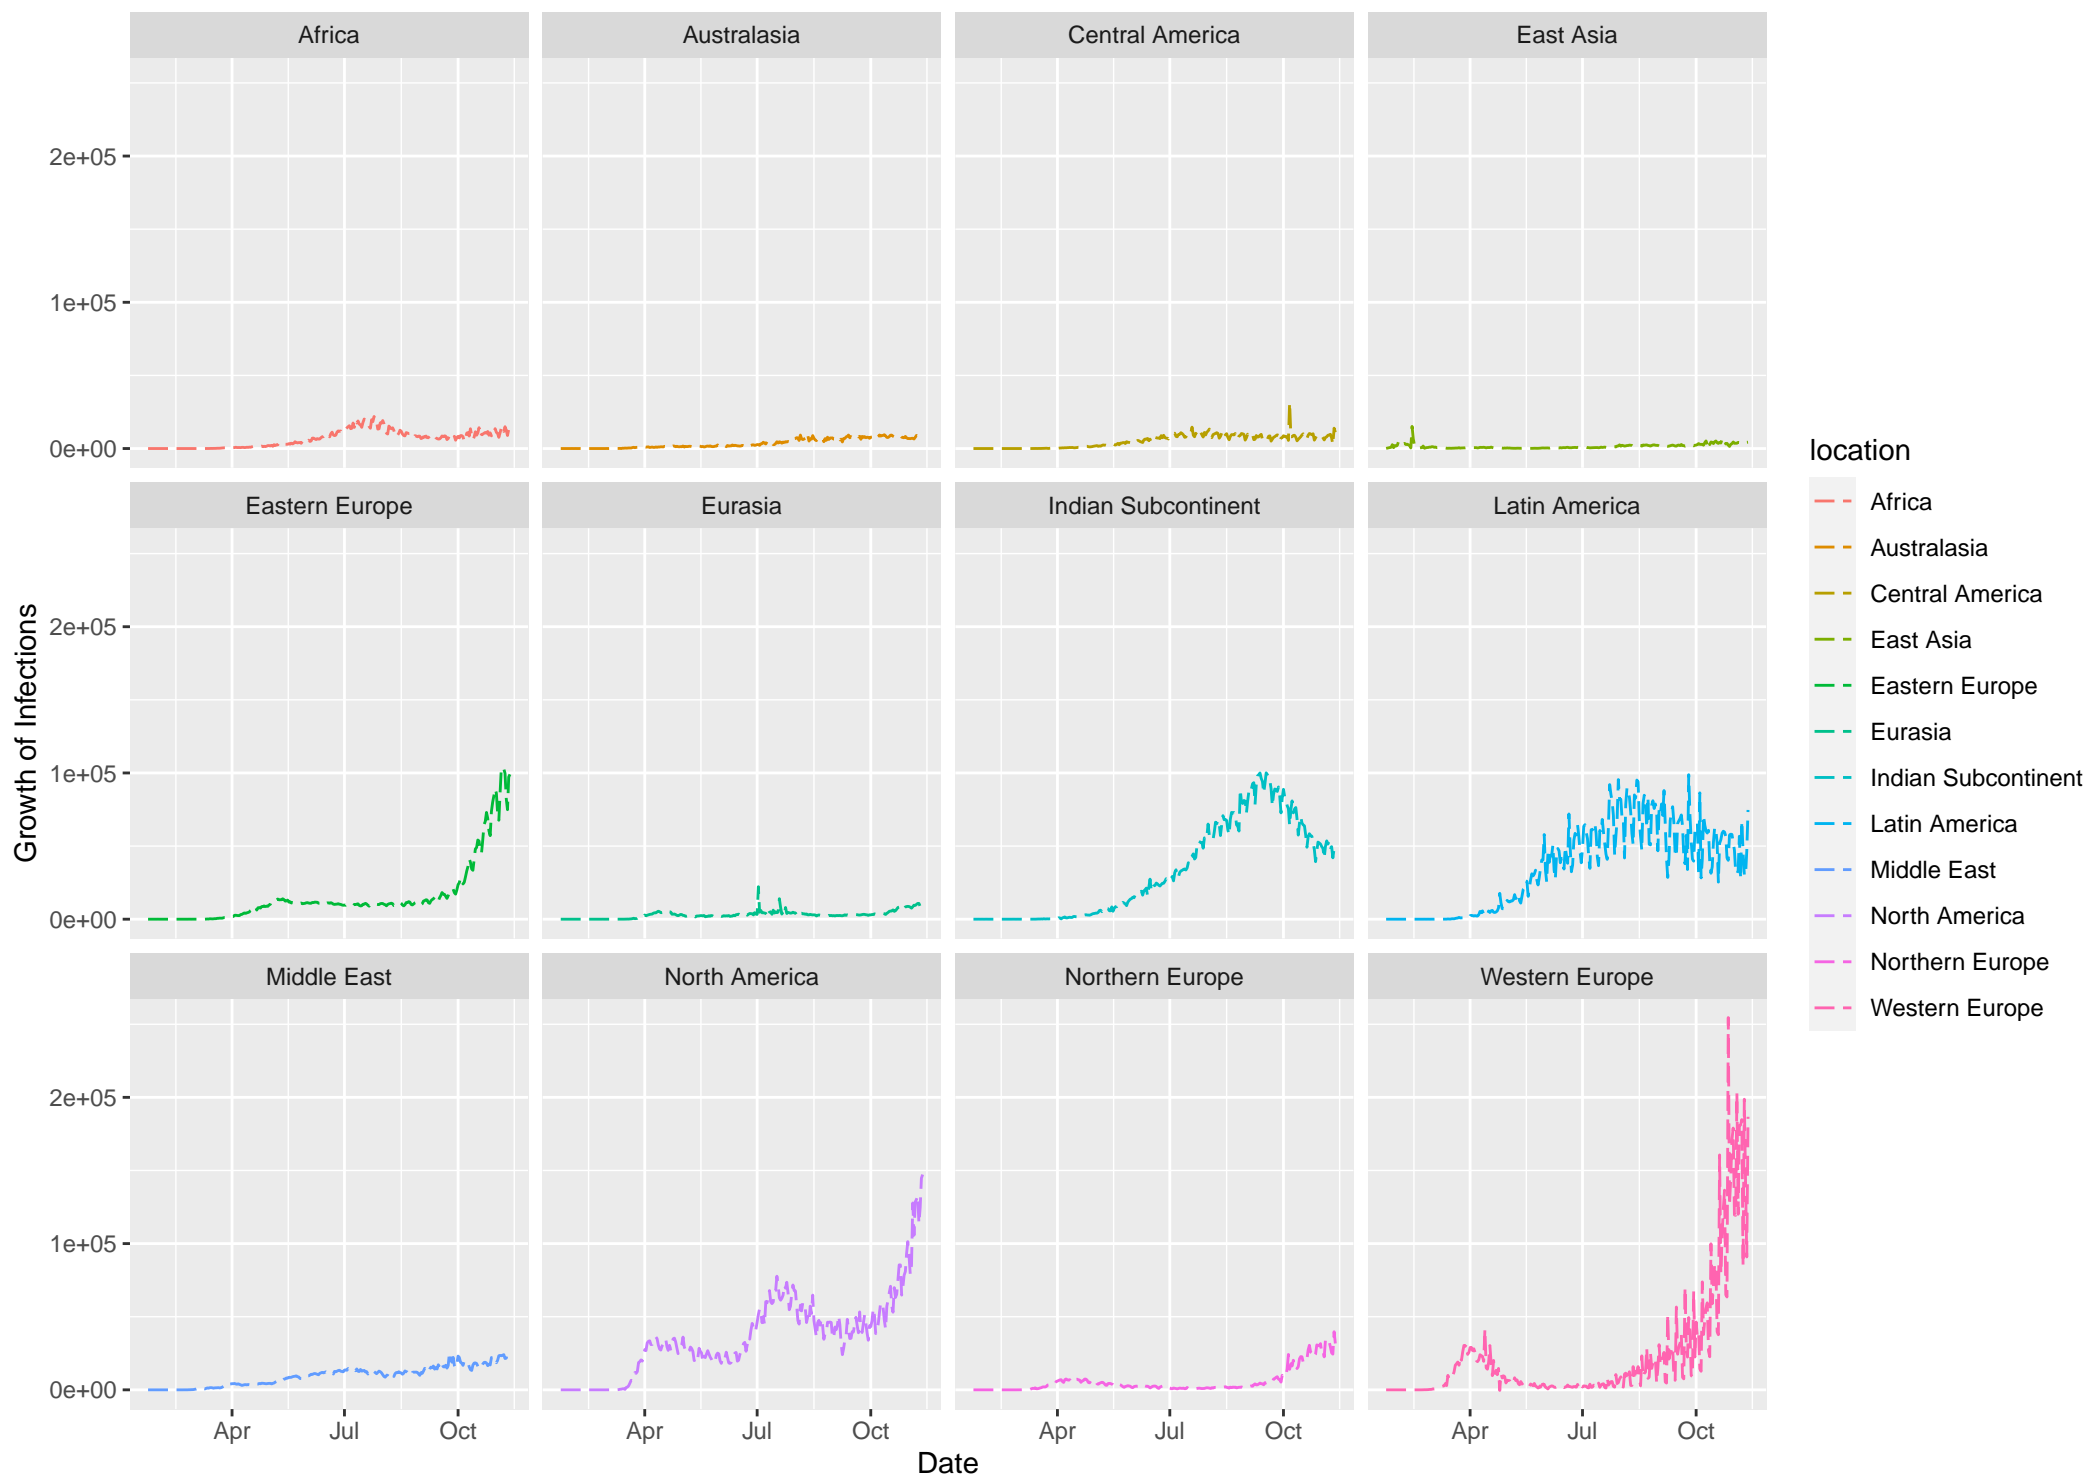 Africa
Australasia
Central America
East Asia
2e+05
1e+05
0e+00
Eastern Europe
Eurasia
Indian Subcontinent
Latin America
2e+05
1e+05
0e+00
Middle East
North America
Northern Europe
Western Europe
2e+05
1e+05
0e+00
Apr Jul Oct
Apr Jul Oct
Apr Jul Oct
Apr Jul Oct
Date
Growth of Infections
location
Africa
Australasia
Central America
East Asia
Eastern Europe
Eurasia
Indian Subcontinent
Latin America
Middle East
North America
Northern Europe
Western Europe